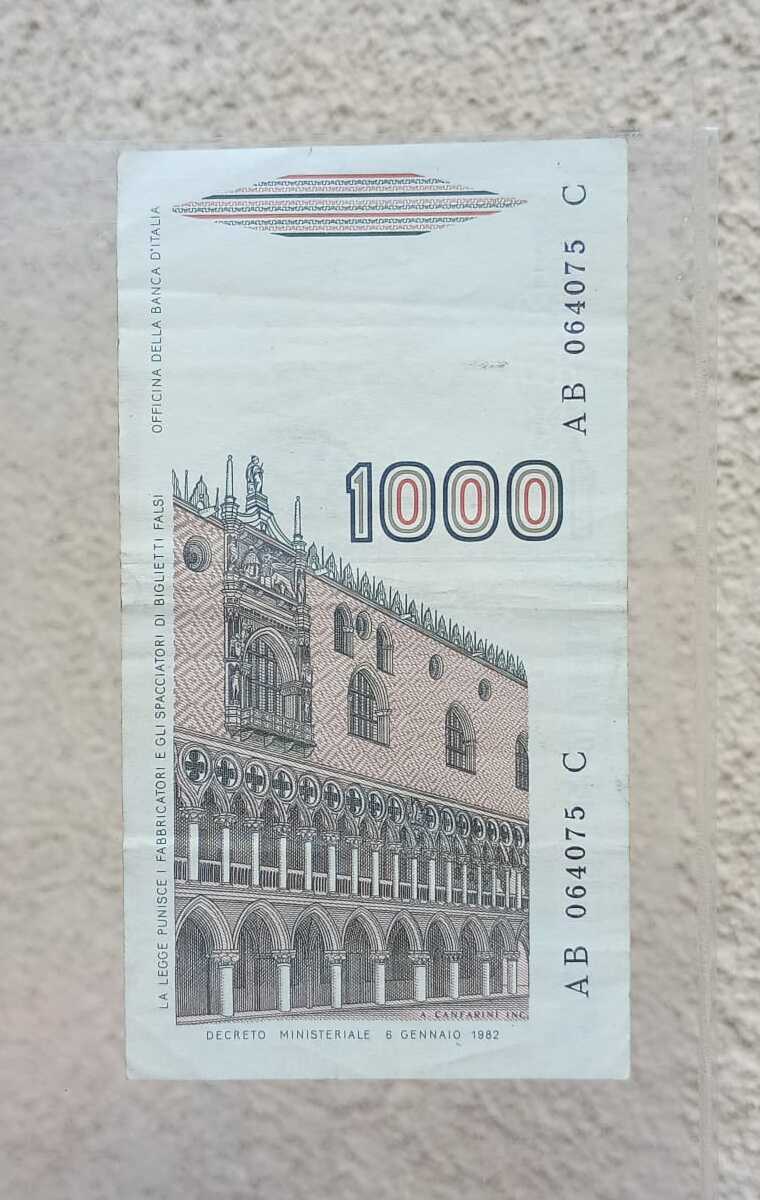 OFFICINA DELLA BANCA D'ITALIA
LA LEGGE PUNISCE I FABBRICATORI E GLI SPACCIATORI DI BIGLIETTI FALSI
AB 064075 C
1000
AB 064075 C
A. CANFARINI INC.
DECRETO MINISTERIALE 6 GENNAIO 1982